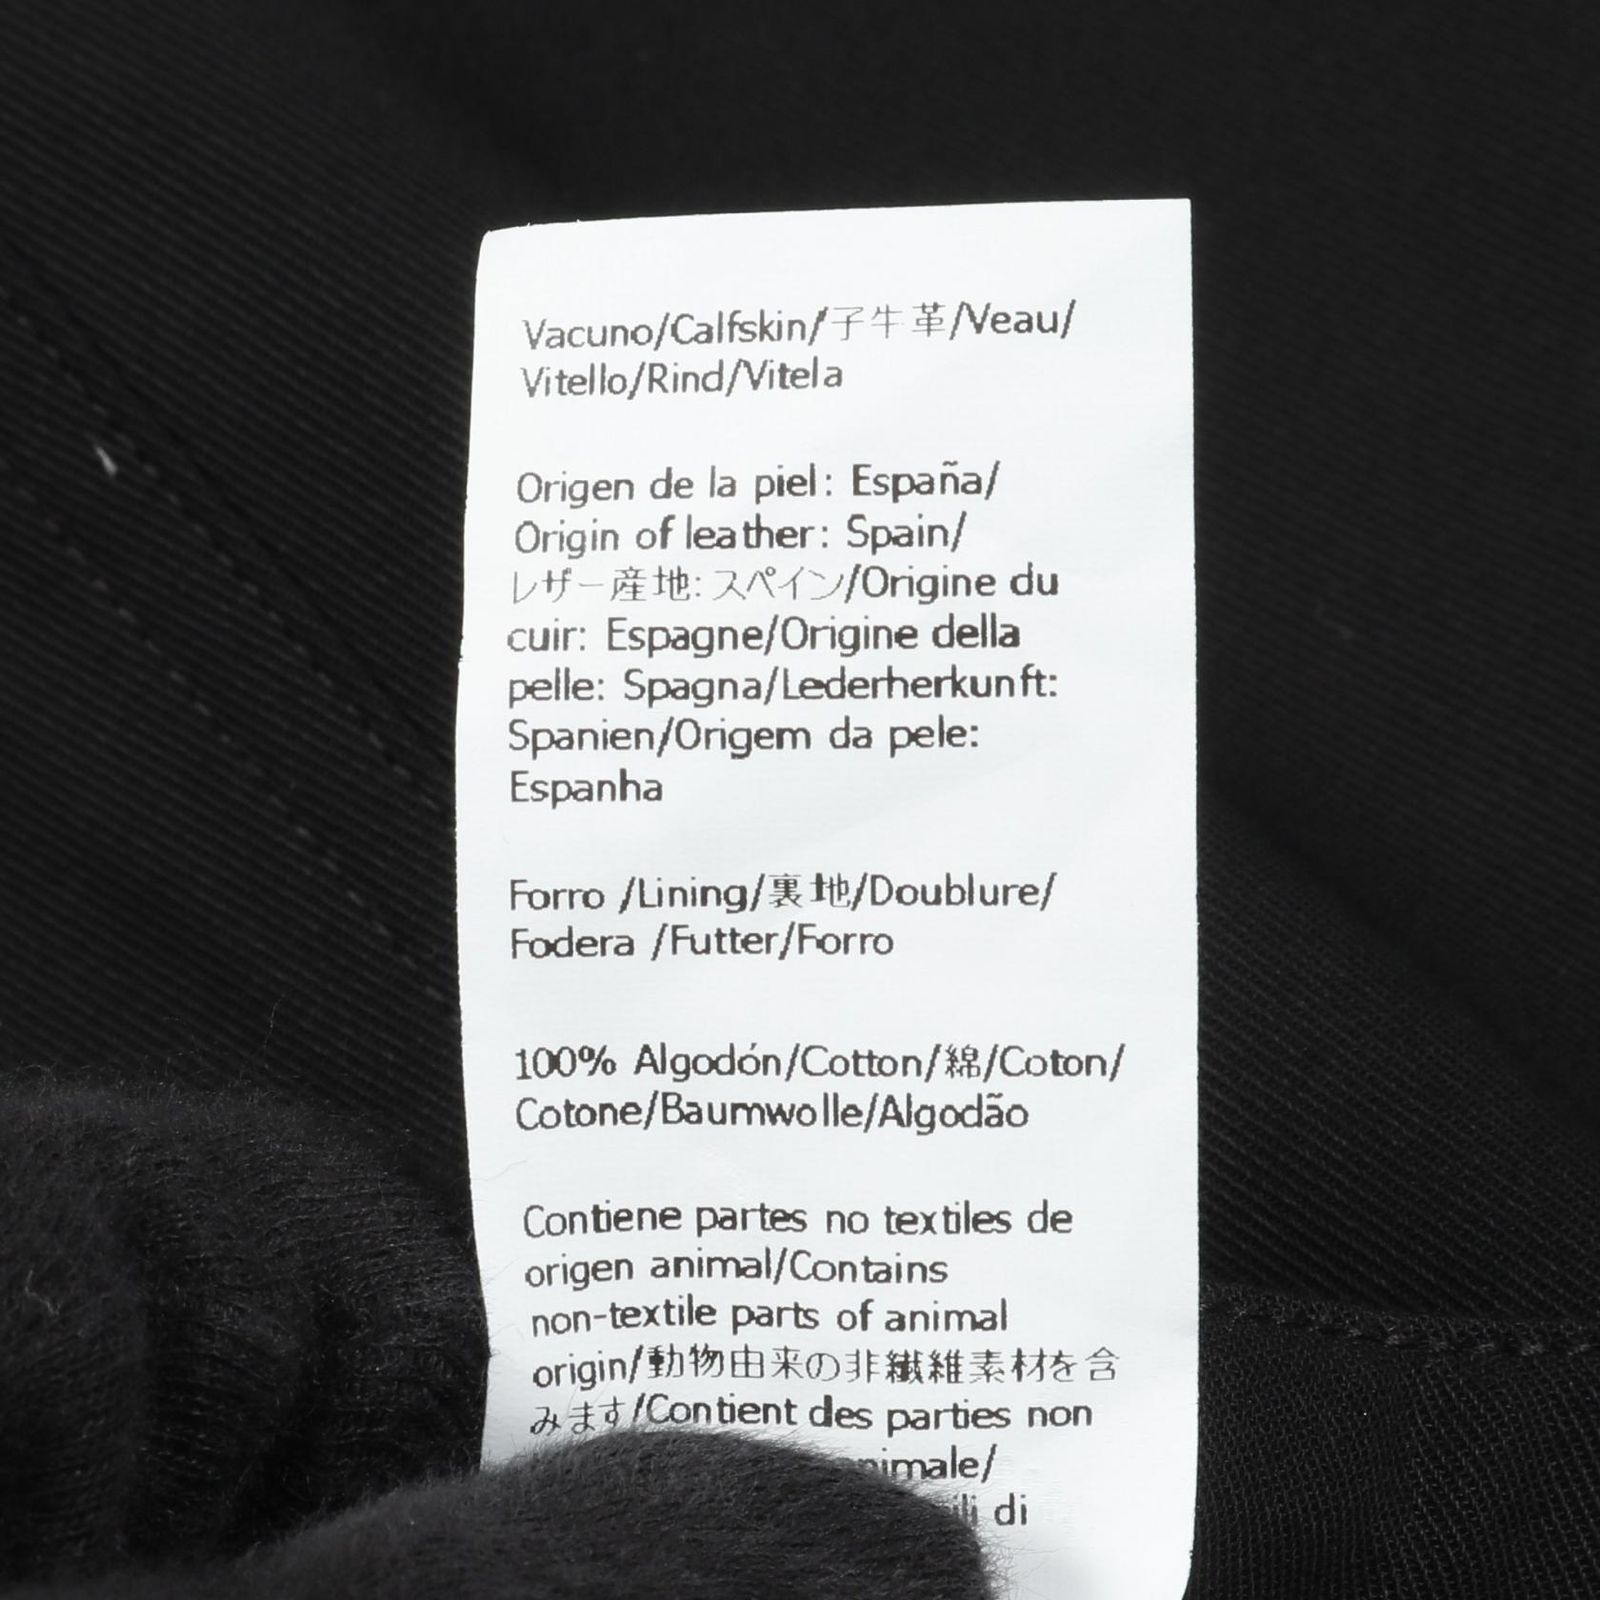 Vacuno/Calfskin/子牛革/Veau/
Vitello/Rind/Vitela
Origen de la piel: España/
Origin of leather: Spain/
レザー産地: スペイン/Origine du
cuir: Espagne/Origine della
pelle: Spagna/Lederherkunft:
Spanien/Origem da pele:
Espanha
Forro /Lining/裏地/Doublure/
Fodera /Futter/Forro
100% Algodón/Cotton/綿/Coton/
Cotone/Baumwolle/Algodão
Contiene partes no textiles de
origen animal/Contains
non-textile parts of animal
origin/動物由来の非繊維素材を含
みます/Contient des parties non
di